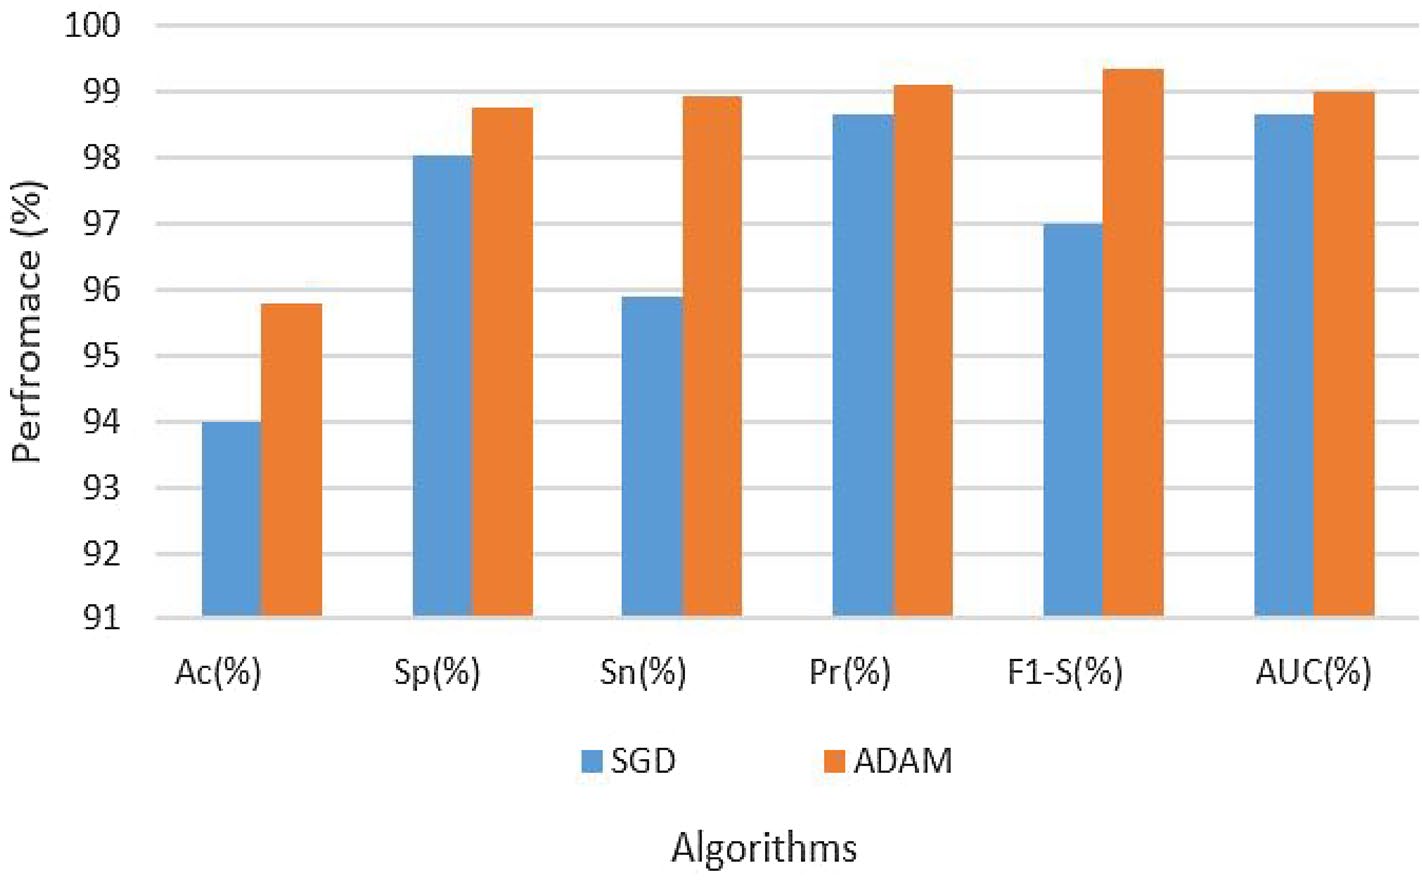 Perfromace (%)
100
99
98
97
96
95
94
93
92
91
Ac(%) Sp(%) Sn(%) Pr(%) F1-S(%) AUC(%)
SGD ADAM
Algorithms